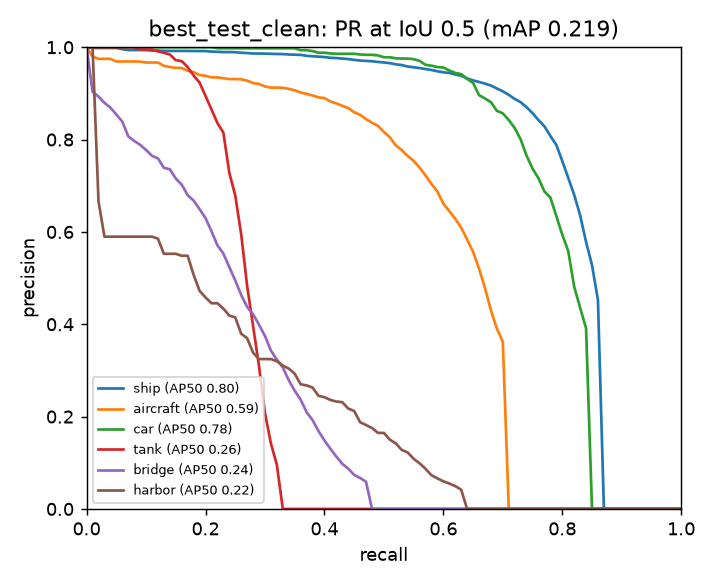 best_test_clean: PR at IoU 0.5 (mAP 0.219)
precision
1.0
0.8
0.6
0.4
0.2
0.0
ship (AP50 0.80)
aircraft (AP50 0.59)
car (AP50 0.78)
tank (AP50 0.26)
bridge (AP50 0.24)
harbor (AP50 0.22)
0.0 0.2 0.4 0.6 0.8 1.0
recall